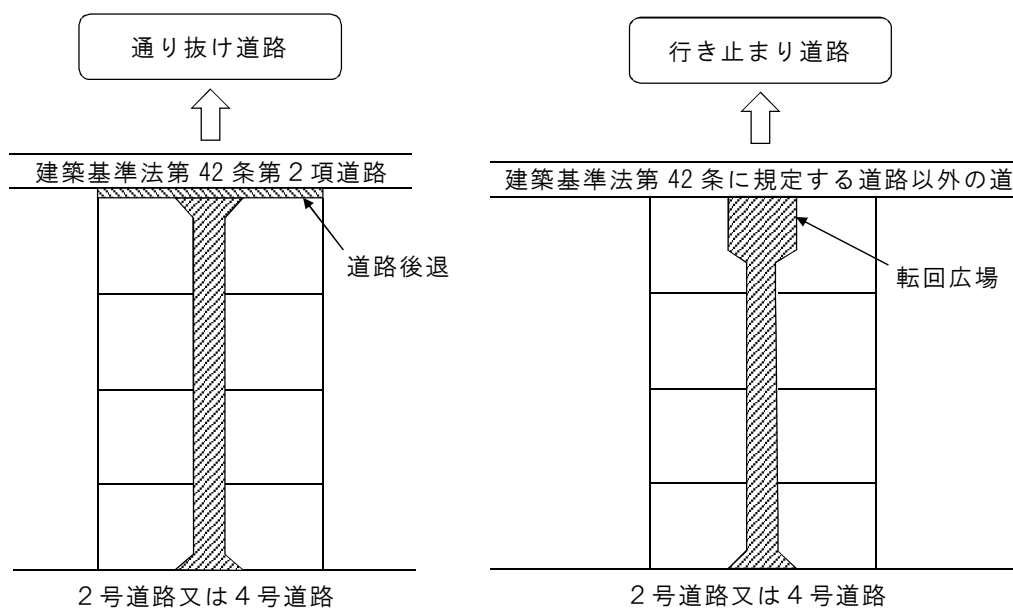 通り抜け道路
建築基準法第42条第2項道路
道路後退
2号道路又は4号道路
行き止まり道路
建築基準法第42条に規定する道路以外の道
転回広場
2号道路又は4号道路